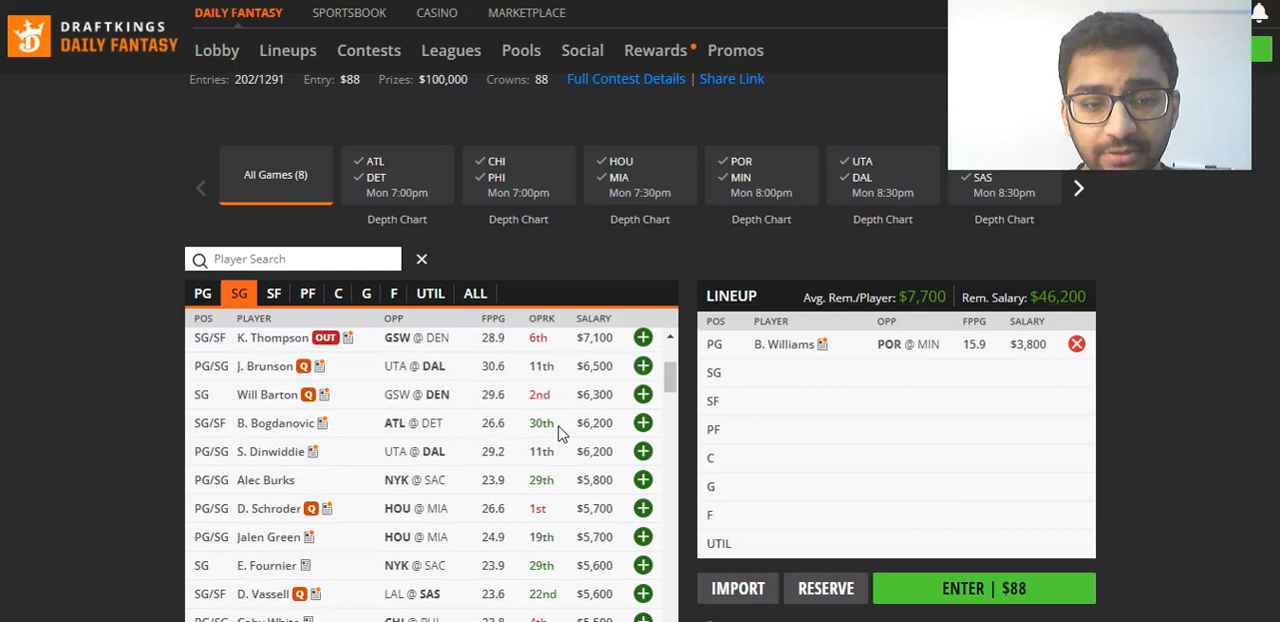 DRAFTKINGS
DAILY FANTASY
DAILY FANTASY SPORTSBOOK CASINO MARKETPLACE
Lobby Lineups Contests Leagues Pools Social Rewards Promos
Entries: 202/1291 Entry: $88 Prizes: $100,000 Crowns: 88 Full Contest Details | Share Link
All Games (8)
ATL
DET
Mon 7:00pm
Depth Chart
CHI
PHI
Mon 7:00pm
Depth Chart
HOU
MIA
Mon 7:30pm
Depth Chart
POR
MIN
Mon 8:00pm
Depth Chart
UTA
DAL
Mon 8:30pm
Depth Chart
SAS
Mon 8:30pm
Depth Chart
Player Search
PG SG SF PF C G F UTIL ALL
POS PLAYER OPP FPPG OPRK SALARY
SG/SF K. Thompson OUT GSW @ DEN 28.9 6th $7,100
PG/SG J. Brunson Q UTA @ DAL 30.6 11th $6,500
SG Will Barton Q GSW @ DEN 29.6 2nd $6,300
SG/SF B. Bogdanovic ATL @ DET 26.6 30th $6,200
PG/SG S. Dinwiddie UTA @ DAL 29.2 11th $6,200
PG/SG Alec Burks NYK @ SAC 23.9 29th $5,800
PG/SG D. Schroder Q HOU @ MIA 26.6 1st $5,700
PG/SG Jalen Green HOU @ MIA 24.9 19th $5,700
SG E. Fournier NYK @ SAC 23.9 29th $5,600
SG/SF D. Vassell Q LAL @ SAS 23.6 22nd $5,600
LINEUP Avg. Rem./Player: $7,700 Rem. Salary: $46,200
POS PLAYER OPP FPPG SALARY
PG B. Williams POR @ MIN 15.9 $3,800
SG
SF
PF
C
G
F
UTIL
IMPORT RESERVE ENTER | $88